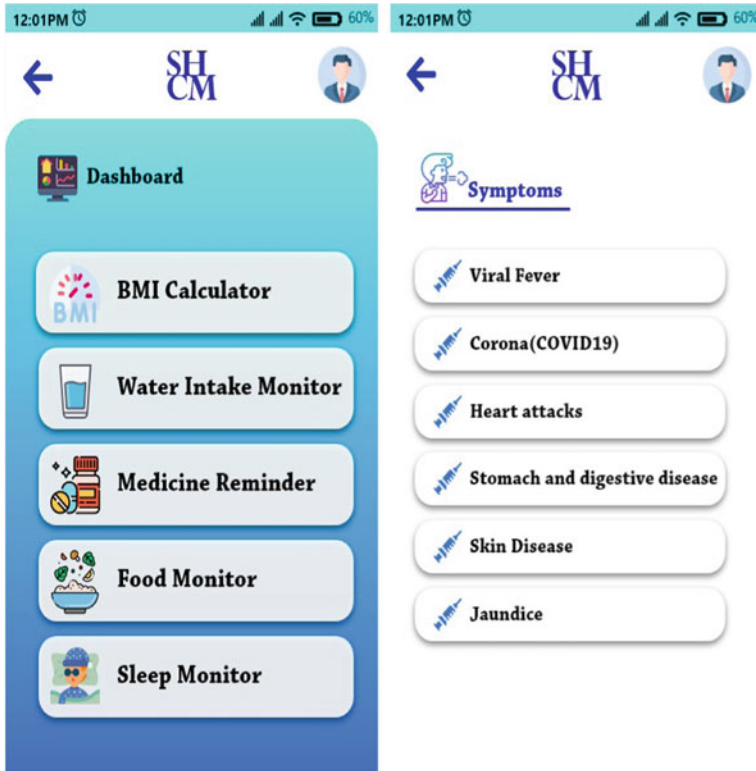 12:01PM
60%
SH
CM
Dashboard
BMI
BMI Calculator
Water Intake Monitor
Medicine Reminder
Food Monitor
Sleep Monitor
12:01PM
60%
SH
CM
Symptoms
Viral Fever
Corona(COVID19)
Heart attacks
Stomach and digestive disease
Skin Disease
Jaundice